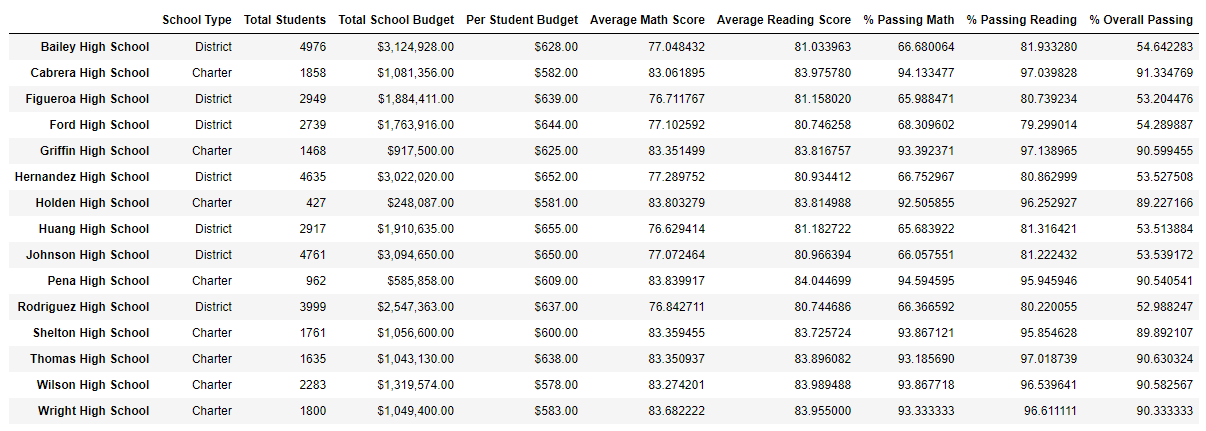 School Type Total Students Total School Budget Per Student Budget Average Math Score Average Reading Score % Passing Math % Passing Reading % Overall Passing
Bailey High School District 4976 $3,124,928.00 $628.00 77.048432 81.033963 66.680064 81.933280 54.642283
Cabrera High School Charter 1858 $1,081,356.00 $582.00 83.061895 83.975780 94.133477 97.039828 91.334769
Figueroa High School District 2949 $1,884,411.00 $639.00 76.711767 81.158020 65.988471 80.739234 53.204476
Ford High School District 2739 $1,763,916.00 $644.00 77.102592 80.746258 68.309602 79.299014 54.289887
Griffin High School Charter 1468 $917,500.00 $625.00 83.351499 83.816757 93.392371 97.138965 90.599455
Hernandez High School District 4635 $3,022,020.00 $652.00 77.289752 80.934412 66.752967 80.862999 53.527508
Holden High School Charter 427 $248,087.00 $581.00 83.803279 83.814988 92.505855 96.252927 89.227166
Huang High School District 2917 $1,910,635.00 $655.00 76.629414 81.182722 65.683922 81.316421 53.513884
Johnson High School District 4761 $3,094,650.00 $650.00 77.072464 80.966394 66.057551 81.222432 53.539172
Pena High School Charter 962 $585,858.00 $609.00 83.839917 84.044699 94.594595 95.945946 90.540541
Rodriguez High School District 3999 $2,547,363.00 $637.00 76.842711 80.744686 66.366592 80.220055 52.988247
Shelton High School Charter 1761 $1,056,600.00 $600.00 83.359455 83.725724 93.867121 95.854628 89.892107
Thomas High School Charter 1635 $1,043,130.00 $638.00 83.350937 83.896082 93.185690 97.018739 90.630324
Wilson High School Charter 2283 $1,319,574.00 $578.00 83.274201 83.989488 93.867718 96.539641 90.582567
Wright High School Charter 1800 $1,049,400.00 $583.00 83.682222 83.955000 93.333333 96.611111 90.333333